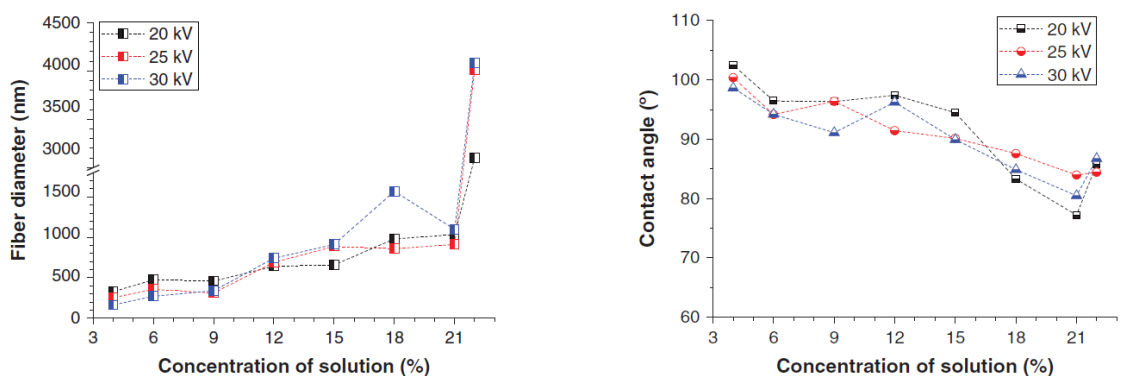 4500
4000
3500
3000
1500
1000
500
0
20 kV
25 kV
30 kV
Fiber diameter (nm)
3 6 9 12 15 18 21
Concentration of solution (%)
110
100
90
80
70
60
20 kV
25 kV
30 kV
Contact angle (°)
3 6 9 12 15 18 21
Concentration of solution (%)